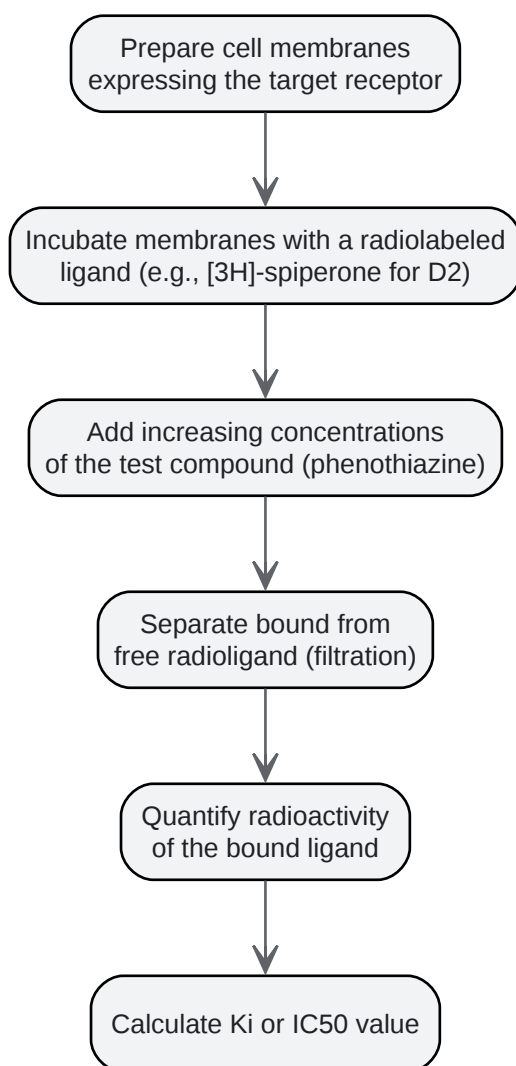 Prepare cell membranes
expressing the target receptor
Incubate membranes with a radiolabeled
ligand (e.g., [3H]-spiperone for D2)
Add increasing concentrations
of the test compound (phenothiazine)
Separate bound from
free radioligand (filtration)
Quantify radioactivity
of the bound ligand
Calculate Ki or IC50 value